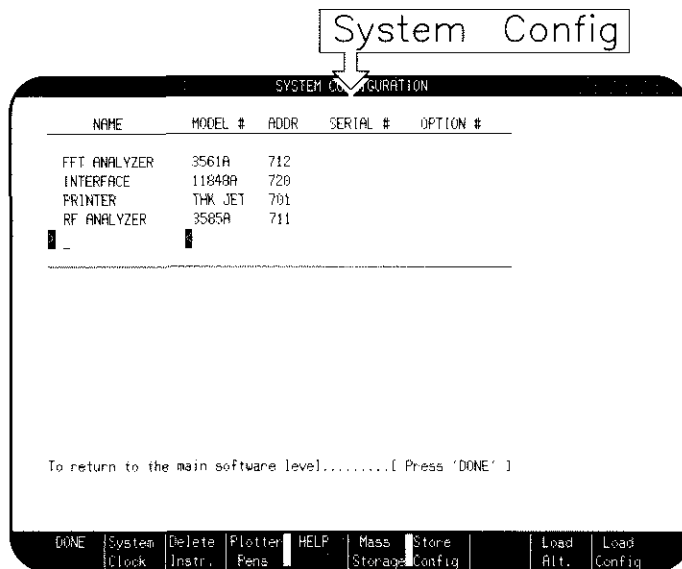 System Config
SYSTEM CONFIGURATION
NAME MODEL # ADDR SERIAL # OPTION #
FFT ANALYZER 3561A 712
INTERFACE 11848A 720
PRINTER THK JET 701
RF ANALYZER 3585A 711
To return to the main software level.........[ Press 'DONE' ]
DONE System Delete Plotter HELP Mass Store Load Load
Clock Instr. Pens Storage Config Alt. Config